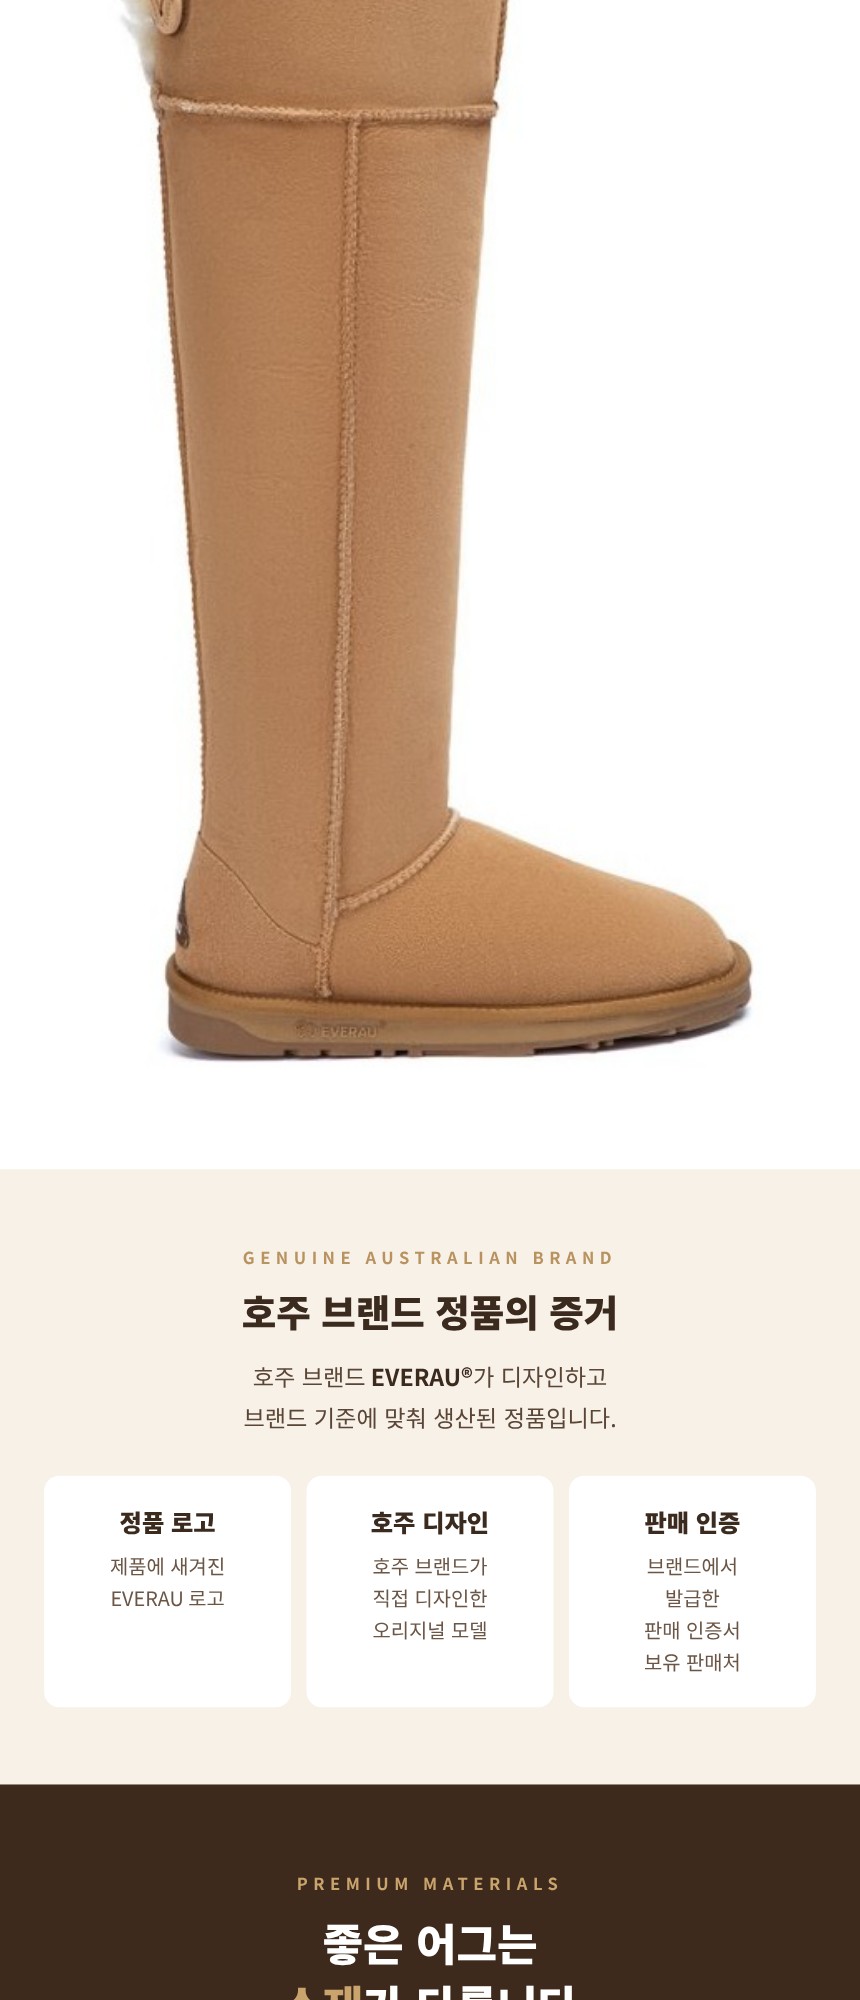 EVERAU
GENUINE AUSTRALIAN BRAND
호주 브랜드 정품의 증거
호주 브랜드 EVERAU®가 디자인하고
브랜드 기준에 맞춰 생산된 정품입니다.
정품 로고
제품에 새겨진
EVERAU 로고
호주 디자인
호주 브랜드가
직접 디자인한
오리지널 모델
판매 인증
브랜드에서
발급한
판매 인증서
보유 판매처
PREMIUM MATERIALS
좋은 어그는